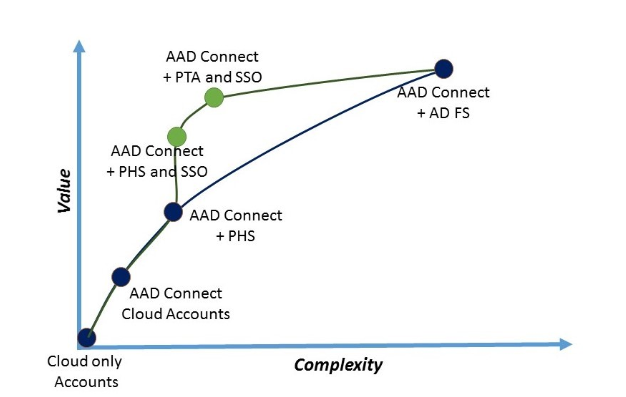 AAD Connect
+ PTA and SSO
AAD Connect
+ AD FS
AAD Connect
+ PHS and SSO
Value
AAD Connect
+ PHS
AAD Connect
Cloud Accounts
Cloud only
Accounts
Complexity